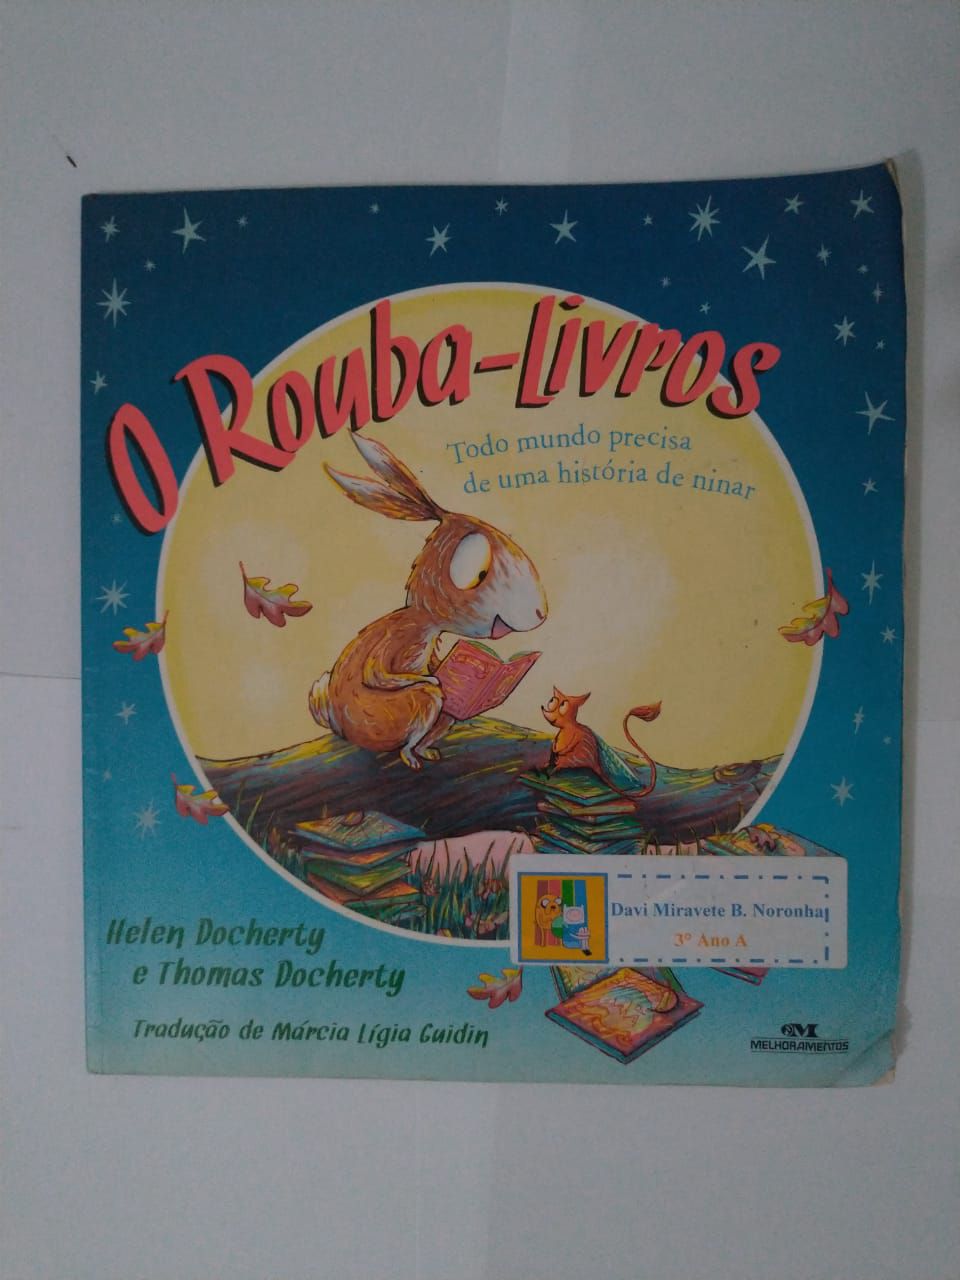 O Rouba-Livros
Todo mundo precisa
de uma história de ninar
Helen Docherty
e Thomas Docherty
Tradução de Márcia Lígia Guidin
Davi Miravete B. Noronha
3º Ano A
MELHORAMENTOS